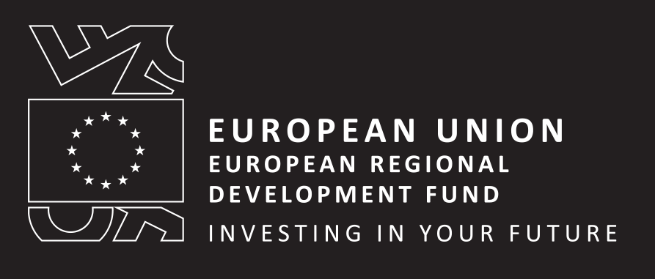 EUROPEAN UNION
EUROPEAN REGIONAL
DEVELOPMENT FUND
INVESTING IN YOUR FUTURE